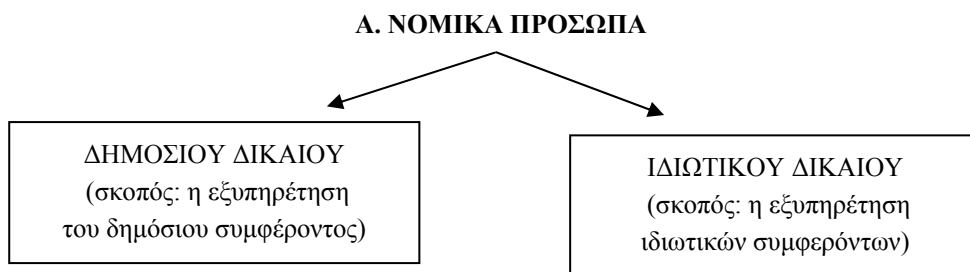 Α. ΝΟΜΙΚΑ ΠΡΟΣΩΠΑ
ΔΗΜΟΣΙΟΥ ΔΙΚΑΙΟΥ
(σκοπός: η εξυπηρέτηση
του δημόσιου συμφέροντος)
ΙΔΙΩΤΙΚΟΥ ΔΙΚΑΙΟΥ
(σκοπός: η εξυπηρέτηση
ιδιωτικών συμφερόντων)